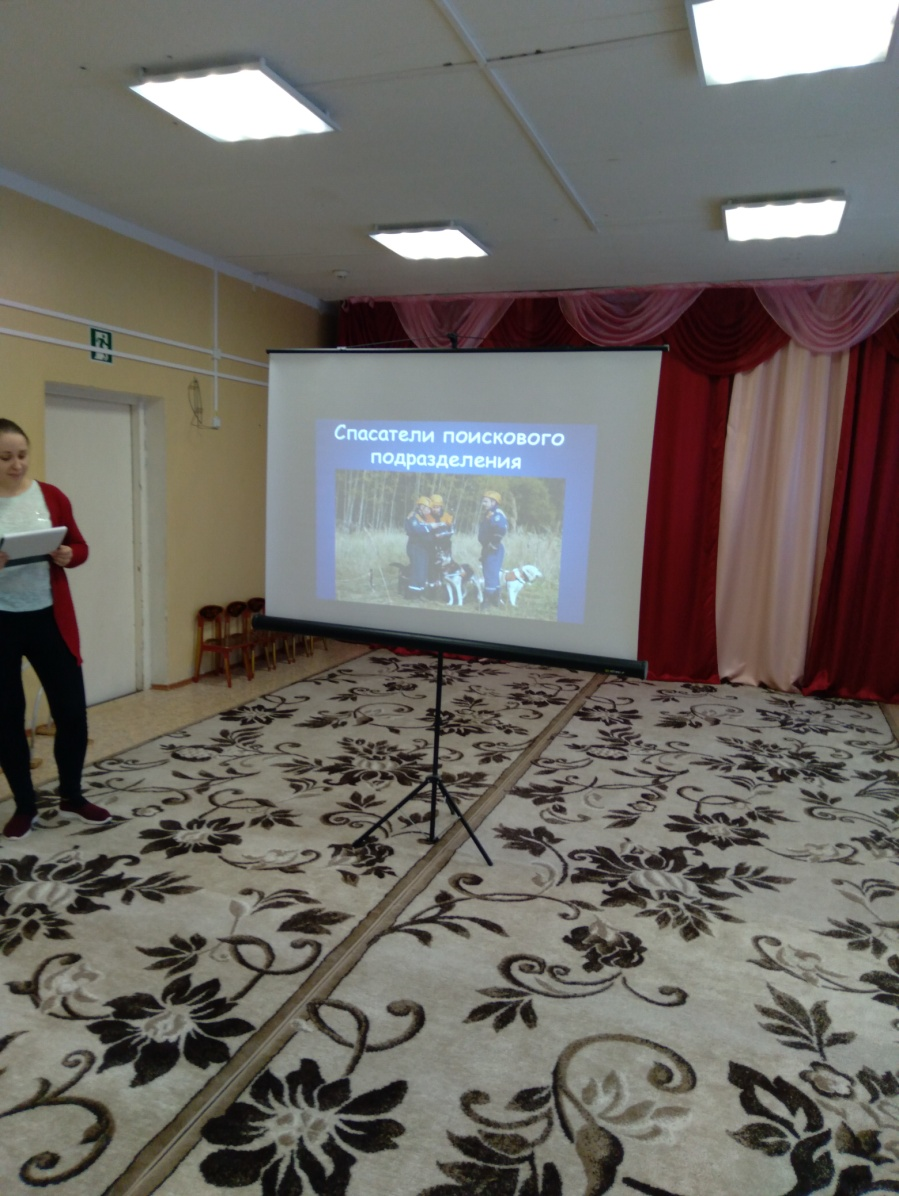 Спасатели поискового
подразделения